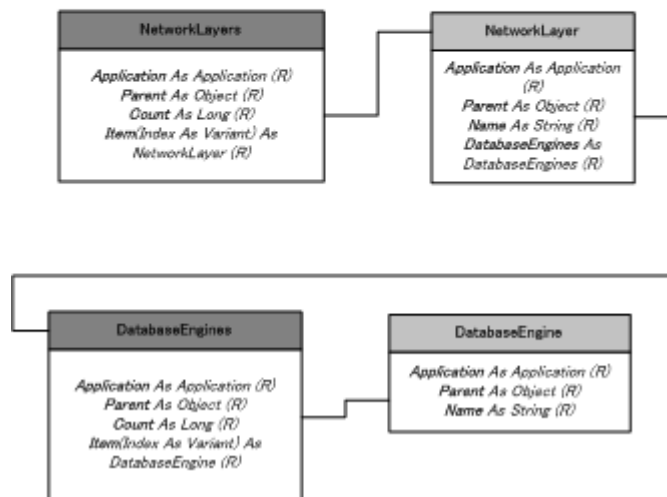 NetworkLayers
Application As Application (R)
Parent As Object (R)
Count As Long (R)
Item(Index As Variant) As
NetworkLayer (R)
NetworkLayer
Application As Application
(R)
Parent As Object (R)
Name As String (R)
DatabaseEngines As
DatabaseEngines (R)
DatabaseEngines
Application As Application (R)
Parent As Object (R)
Count As Long (R)
Item(Index As Variant) As
DatabaseEngine (R)
DatabaseEngine
Application As Application (R)
Parent As Object (R)
Name As String (R)